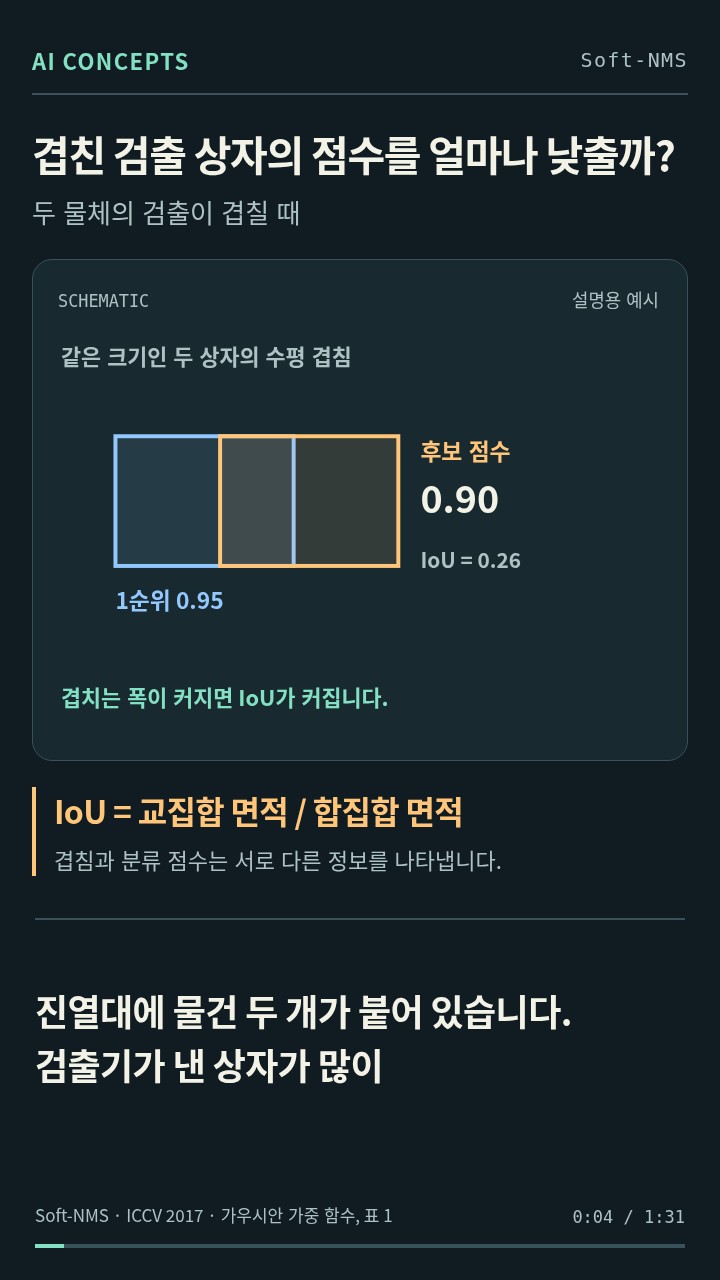 AI CONCEPTS
Soft-NMS
겹친 검출 상자의 점수를 얼마나 낮출까?
두 물체의 검출이 겹칠 때
SCHEMATIC
설명용 예시
같은 크기인 두 상자의 수평 겹침
후보 점수
0.90
IoU = 0.26
1순위 0.95
겹치는 폭이 커지면 IoU가 커집니다.
IoU = 교집합 면적 / 합집합 면적
겹침과 분류 점수는 서로 다른 정보를 나타냅니다.
진열대에 물건 두 개가 붙어 있습니다.
검출기가 낸 상자가 많이
Soft-NMS · ICCV 2017 · 가우시안 가중 함수, 표 1
0:04 / 1:31